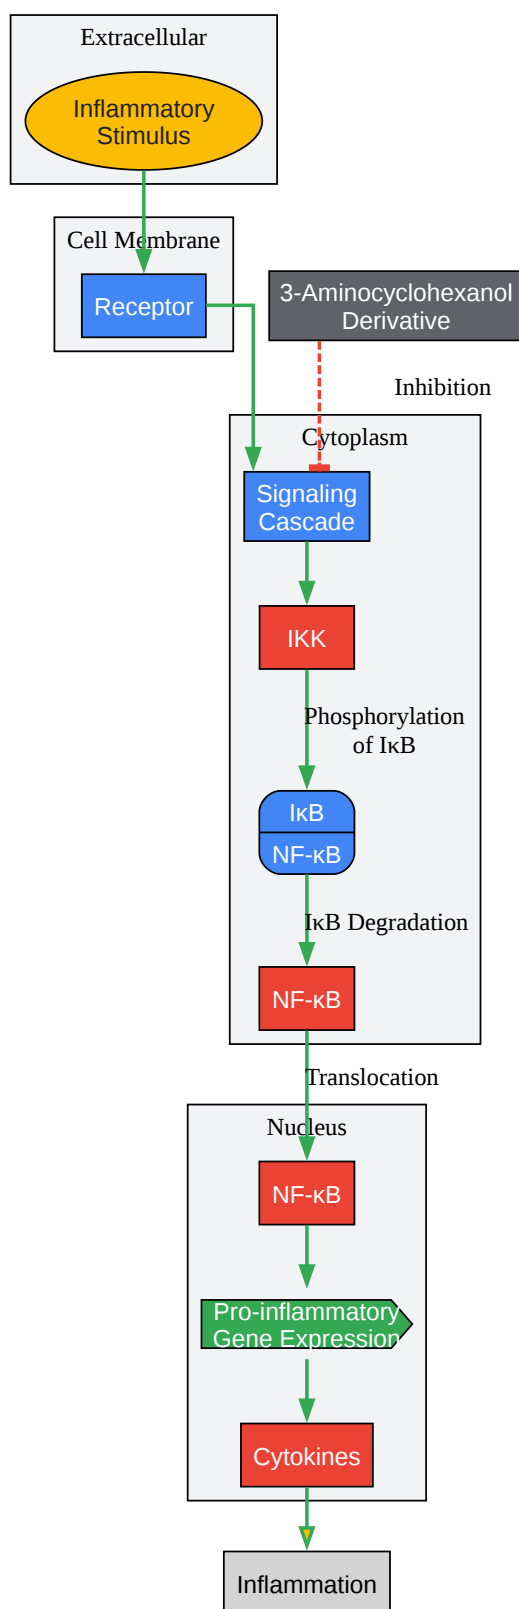 Extracellular
Inflammatory
Stimulus
Cell Membrane
Receptor
3-Aminocyclohexanol
Derivative
Inhibition
Cytoplasm
Signaling
Cascade
IKK
Phosphorylation
of IκB
IκB
NF-κB
IκB Degradation
NF-κB
Translocation
Nucleus
NF-κB
Pro-inflammatory
Gene Expression
Cytokines
Inflammation